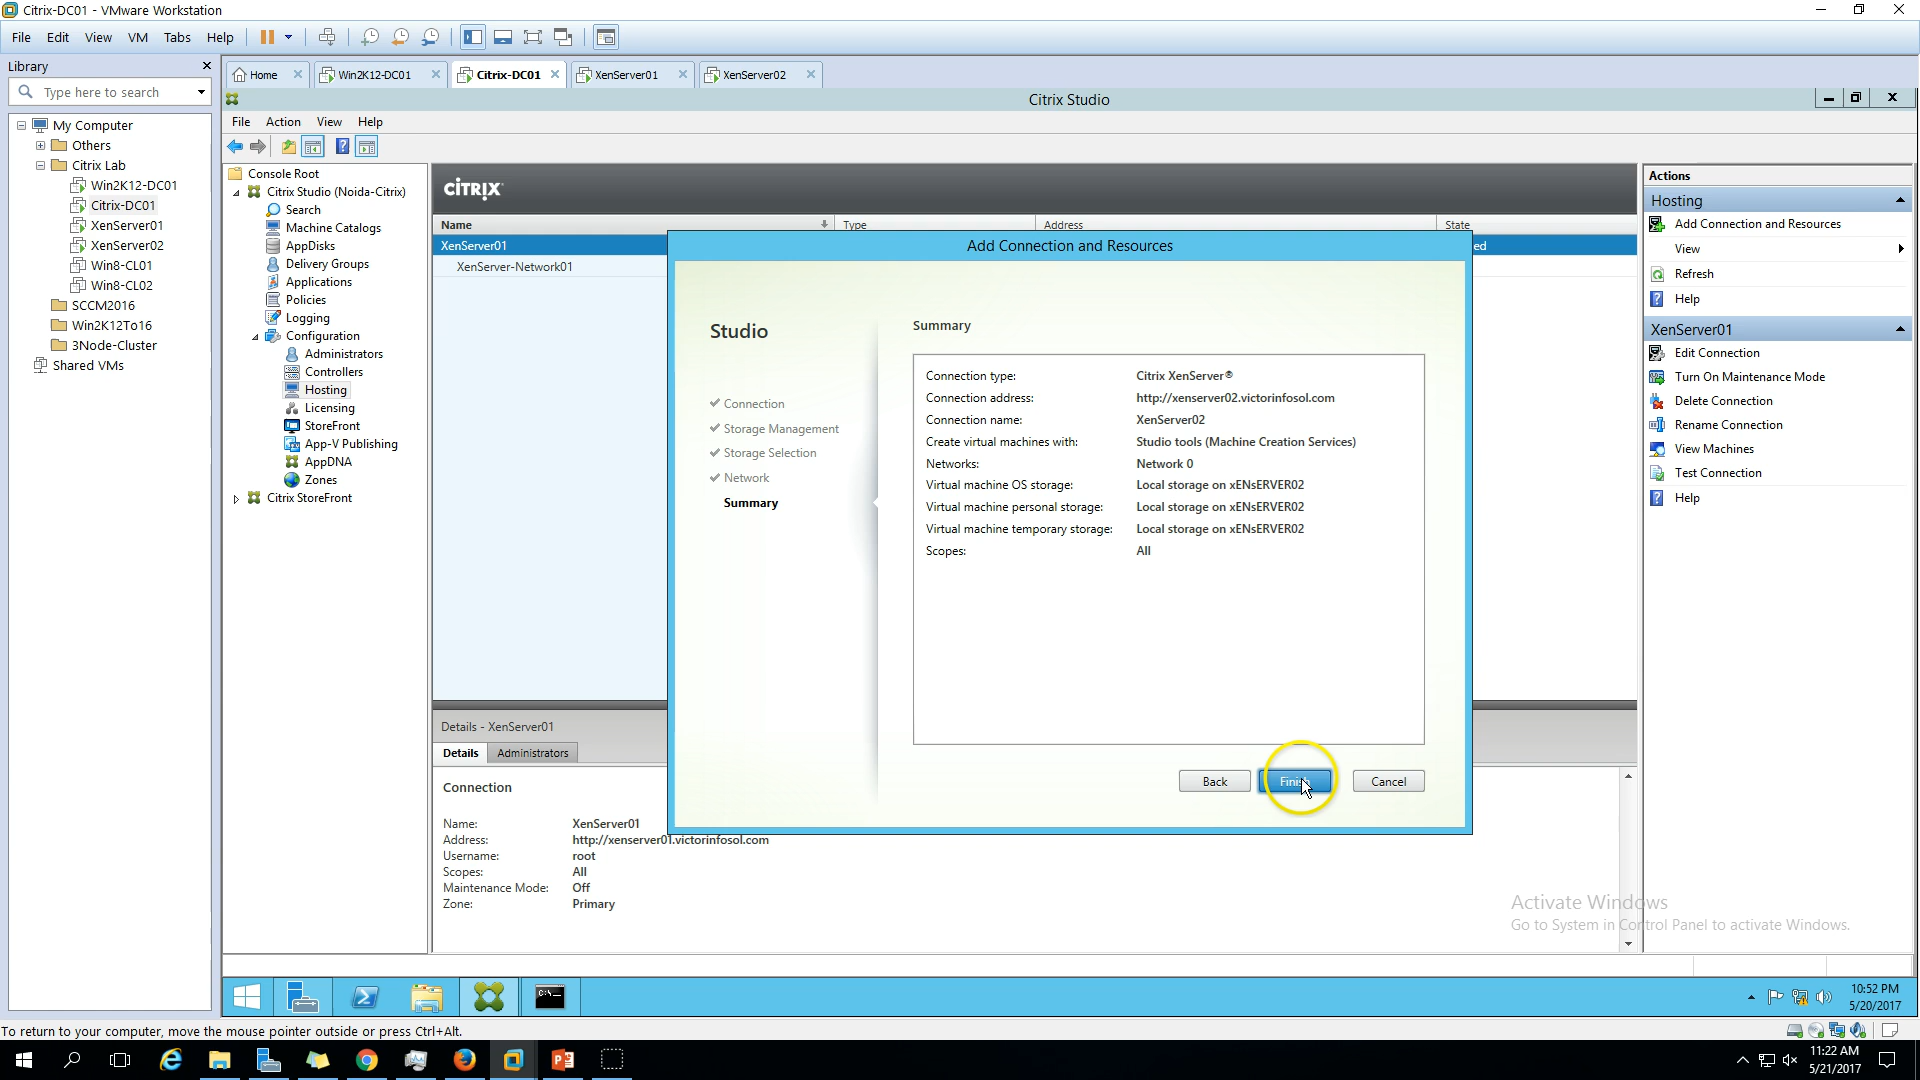 Citrix-DC01 - VMware Workstation
File Edit View VM Tabs Help
Library
Type here to search
My Computer
Others
Citrix Lab
Win2K12-DC01
Citrix-DC01
XenServer01
XenServer02
Win8-CL01
Win8-CL02
SCCM2016
Win2K12To16
3Node-Cluster
Shared VMs
Home Win2K12-DC01 Citrix-DC01 XenServer01 XenServer02
Citrix Studio
File Action View Help
Console Root
Citrix Studio (Noida-Citrix)
Search
Machine Catalogs
AppDisks
Delivery Groups
Applications
Policies
Logging
Configuration
Administrators
Controllers
Hosting
Licensing
StoreFront
App-V Publishing
AppDNA
Zones
Citrix StoreFront
CITRIX
Name Type Address State
XenServer01 ed
XenServer-Network01
Add Connection and Resources
Studio
Connection
Storage Management
Storage Selection
Network
Summary
Summary
Connection type: Citrix XenServer®
Connection address: http://xenserver02.victorinfosol.com
Connection name: XenServer02
Create virtual machines with: Studio tools (Machine Creation Services)
Networks: Network 0
Virtual machine OS storage: Local storage on xENsERVER02
Virtual machine personal storage: Local storage on xENsERVER02
Virtual machine temporary storage: Local storage on xENsERVER02
Scopes: All
Back Finish Cancel
Details - XenServer01
Details Administrators
Connection
Name: XenServer01
Address: http://xenserver01.victorinfosol.com
Username: root
Scopes: All
Maintenance Mode: Off
Zone: Primary
Actions
Hosting
Add Connection and Resources
View
Refresh
Help
XenServer01
Edit Connection
Turn On Maintenance Mode
Delete Connection
Rename Connection
View Machines
Test Connection
Help
Activate Windows
Go to System in Control Panel to activate Windows.
10:52 PM
5/20/2017
To return to your computer, move the mouse pointer outside or press Ctrl+Alt.
11:22 AM
5/21/2017